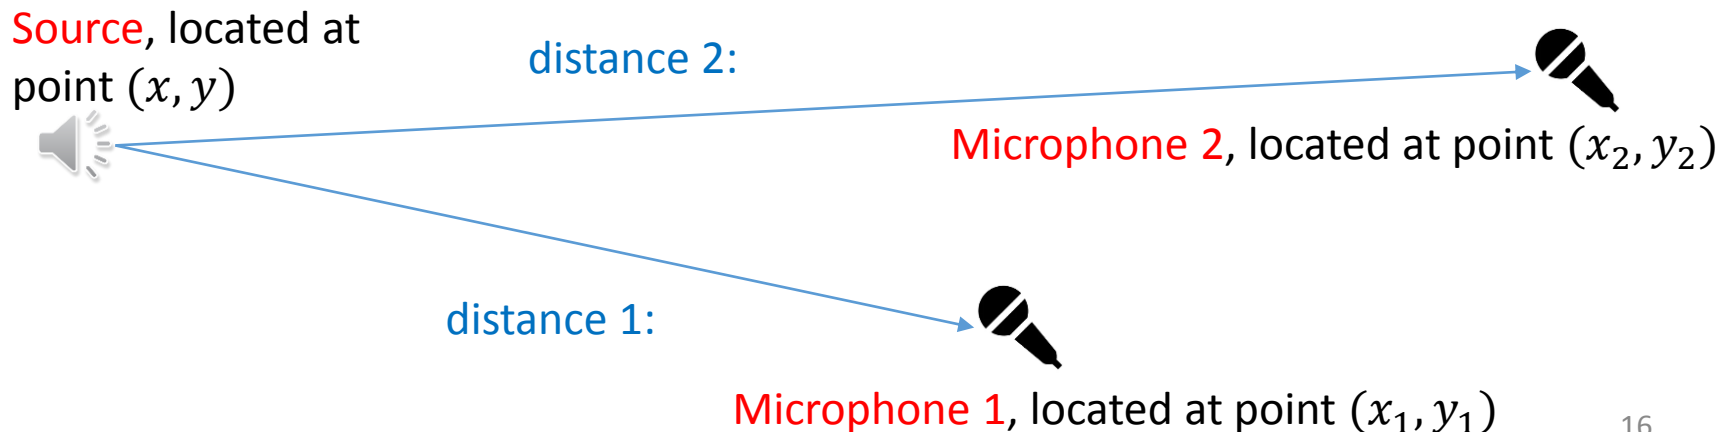 Source, located at
point (x, y)
distance 2:
Microphone 2, located at point (x₂, y₂)
distance 1:
Microphone 1, located at point (x₁, y₁)
16